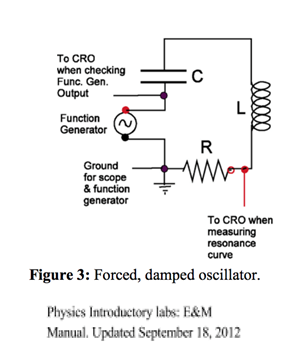 To CRO
when checking
Func. Gen.
Output
C
L
Function
Generator
R
Ground
for scope
& function
generator
To CRO when
measuring
resonance
curve
Figure 3: Forced, damped oscillator.
Physics Introductory labs: E&M
Manual. Updated September 18, 2012